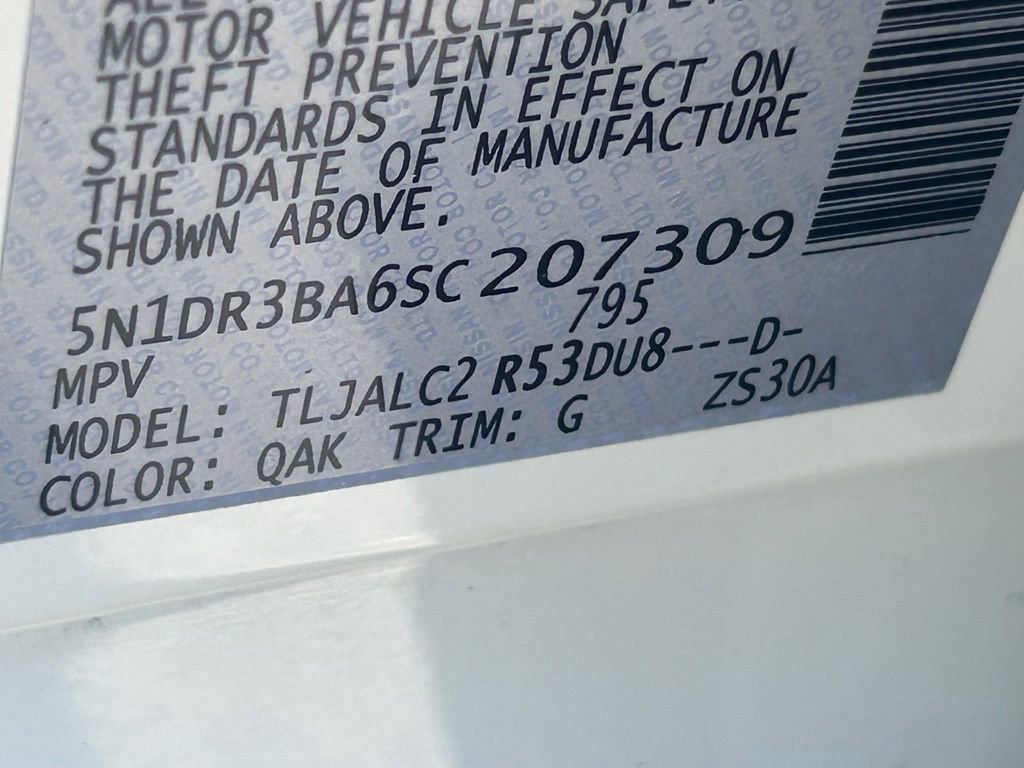 MOTOR VEHICLE
THEFT PREVENTION
STANDARDS IN EFFECT ON
THE DATE OF MANUFACTURE
SHOWN ABOVE.
5N1DR3BA6SC207309
MPV 795
MODEL: TLJALC2 R53DU8---D-
COLOR: QAK TRIM: G ZS30A